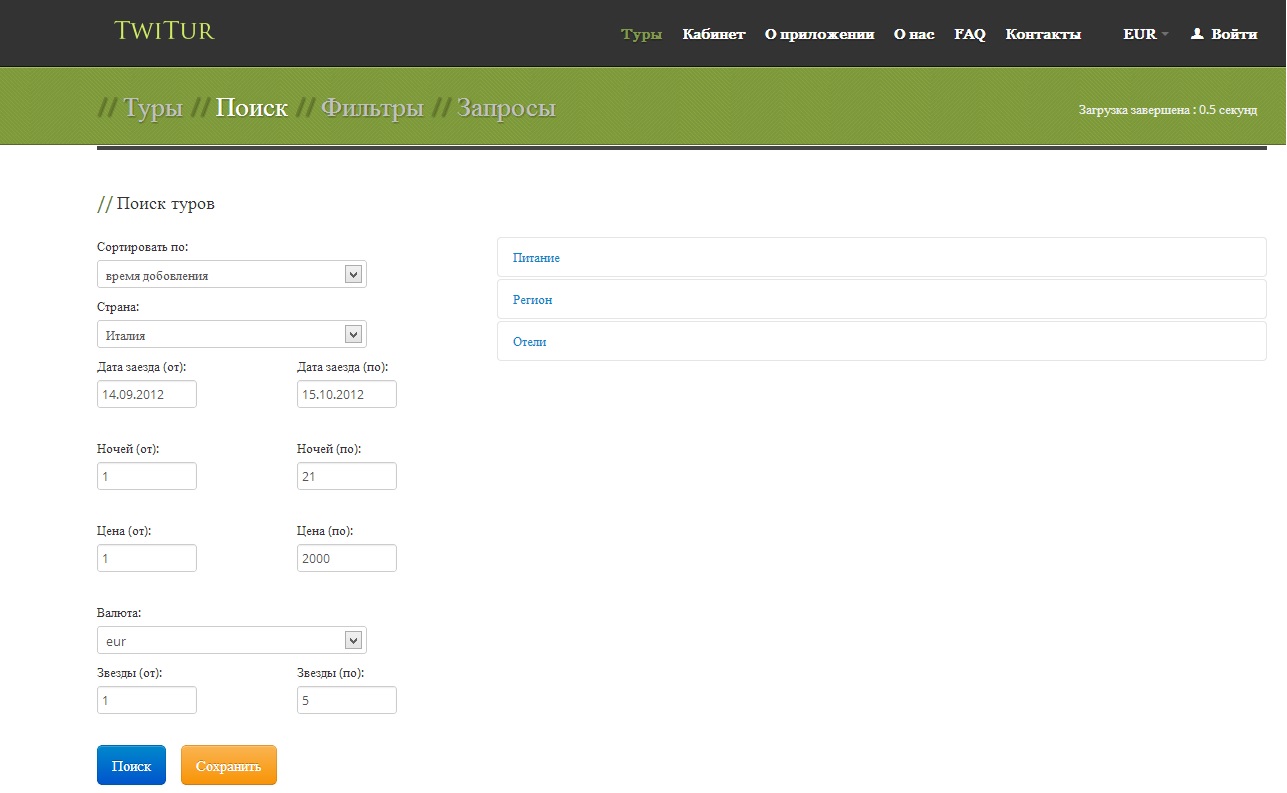 TwiTur
Туры Кабинет О приложении О нас FAQ Контакты EUR Войти
// Туры // Поиск // Фильтры // Запросы
Загрузка завершена : 0.5 секунд
// Поиск туров
Сортировать по:
время добовления
Страна:
Италия
Дата заезда (от): Дата заезда (по):
14.09.2012 15.10.2012
Ночей (от): Ночей (по):
1 21
Цена (от): Цена (по):
1 2000
Валюта:
eur
Звезды (от): Звезды (по):
1 5
Поиск Сохранить
Питание
Регион
Отели